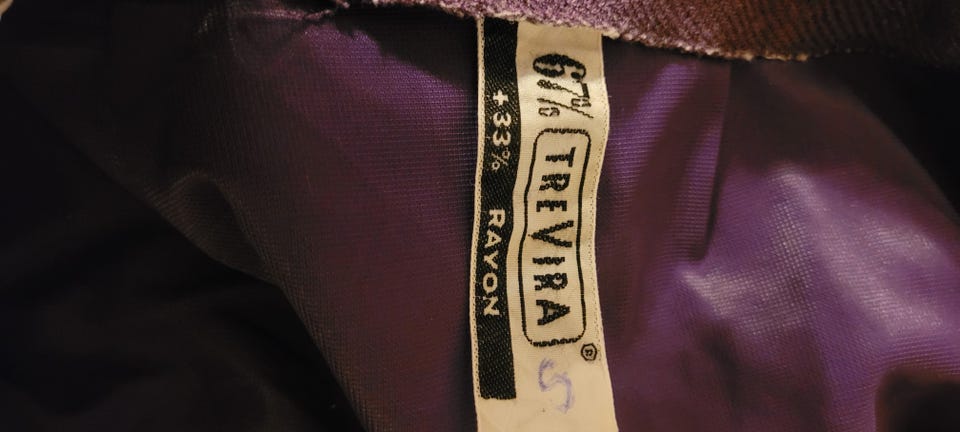 67% TREVIRA®
+33% RAYON